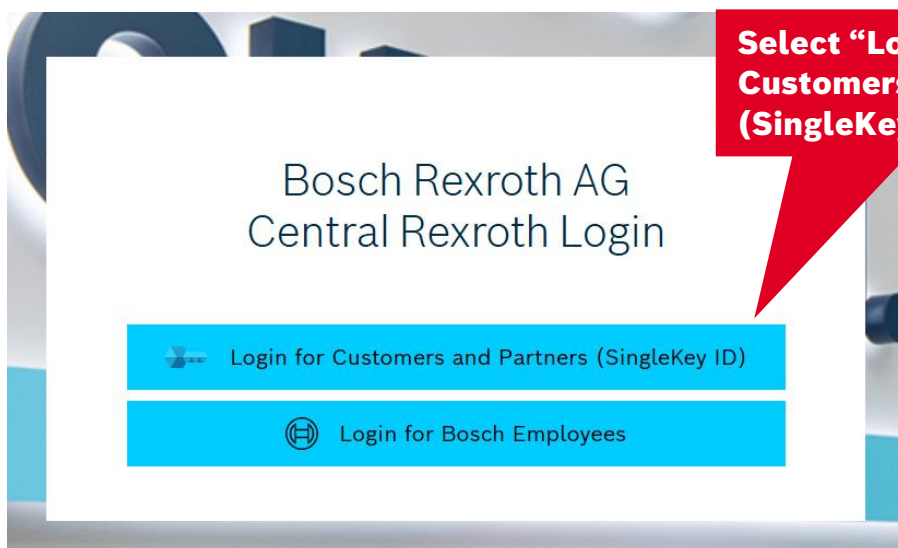 Select “Lo
Customers
(SingleKey
Bosch Rexroth AG
Central Rexroth Login
Login for Customers and Partners (SingleKey ID)
Login for Bosch Employees